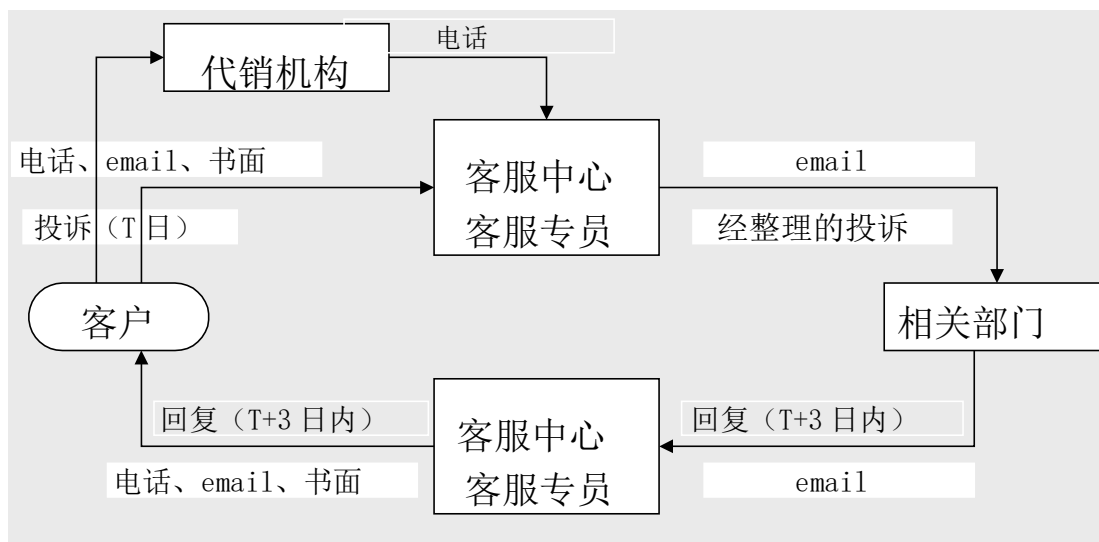 电话
代销机构
电话、email、书面
投诉（T日）
客服中心
客服专员
email
经整理的投诉
客户
相关部门
回复（T+3日内）
电话、email、书面
客服中心
客服专员
回复（T+3日内）
email